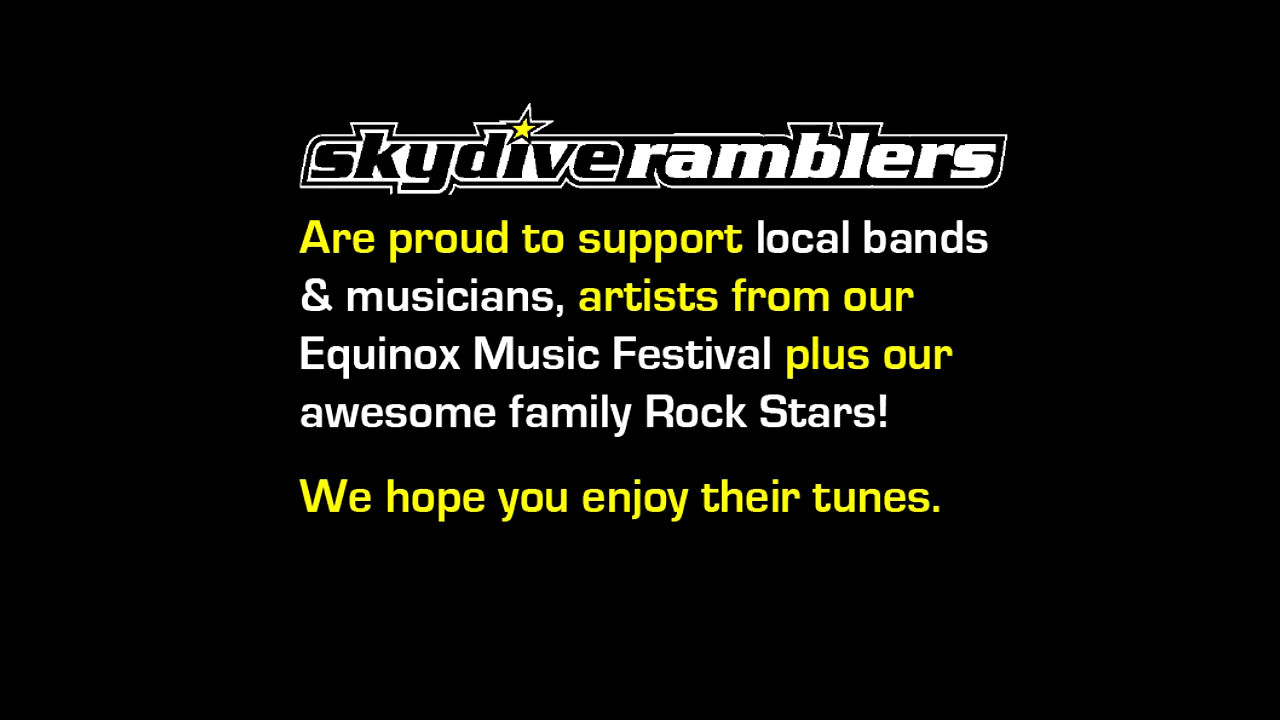 skydiveramblers
Are proud to support local bands
& musicians, artists from our
Equinox Music Festival plus our
awesome family Rock Stars!
We hope you enjoy their tunes.